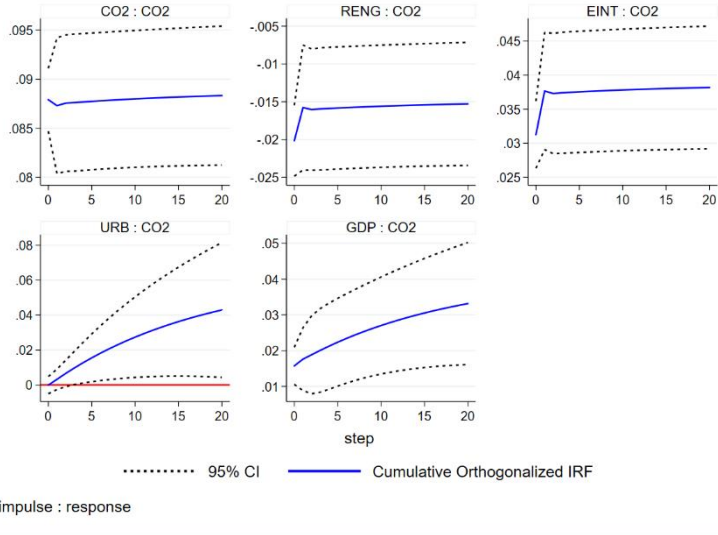 CO2 : CO2
.095
.09
.085
.08
0 5 10 15 20
RENG : CO2
-.005
-.01
-.015
-.02
-.025
0 5 10 15 20
EINT : CO2
.045
.04
.035
.03
.025
0 5 10 15 20
URB : CO2
.08
.06
.04
.02
0
0 5 10 15 20
GDP : CO2
.05
.04
.03
.02
.01
0 5 10 15 20
step
95% CI Cumulative Orthogonalized IRF
impulse : response